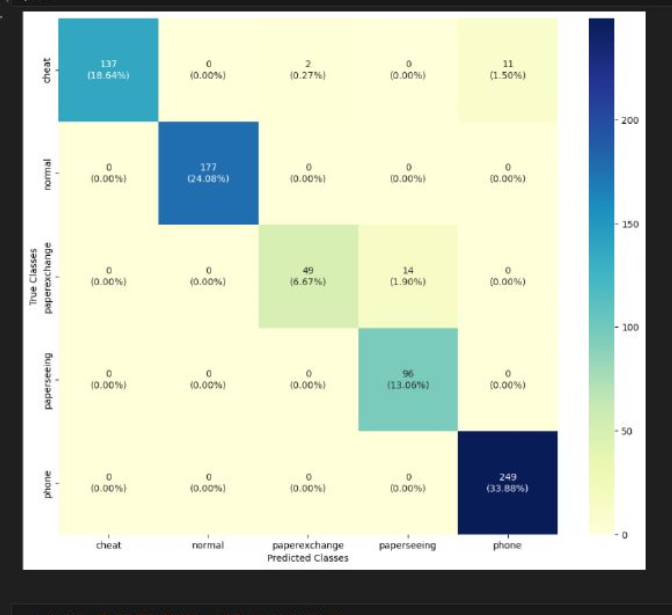 cheat
137 0 2 0 11
(18.64%) (0.00%) (0.27%) (0.00%) (1.50%)
normal
0 177 0 0 0
(0.00%) (24.08%) (0.00%) (0.00%) (0.00%)
True Classes
paperexchange
0 0 49 14 0
(0.00%) (0.00%) (6.67%) (1.90%) (0.00%)
paperseeing
0 0 0 96 0
(0.00%) (0.00%) (0.00%) (13.06%) (0.00%)
phone
0 0 0 0 249
(0.00%) (0.00%) (0.00%) (0.00%) (33.88%)
cheat normal paperexchange paperseeing phone
Predicted Classes
200
150
100
50
0